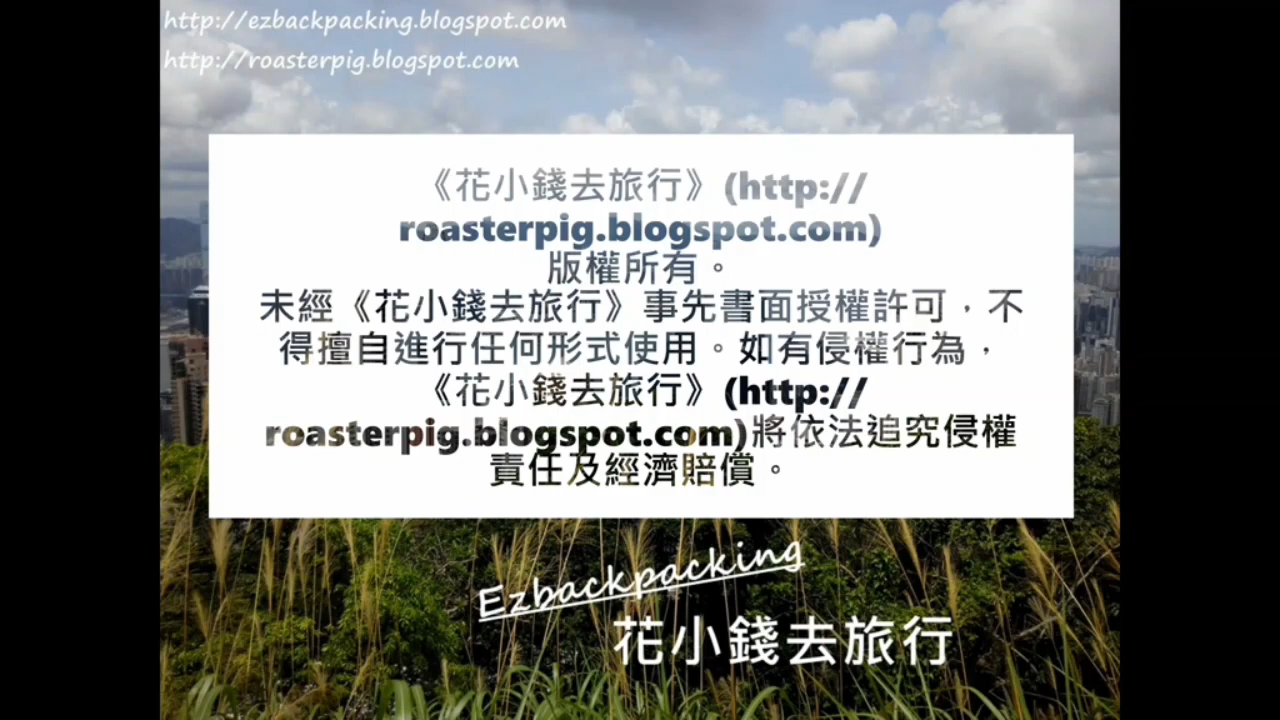 http://ezbackpacking.blogspot.com
http://roasterpig.blogspot.com
《花小錢去旅行》(http://
roasterpig.blogspot.com)
版權所有。
未經《花小錢去旅行》事先書面授權許可，不
得擅自進行任何形式使用。如有侵權行為，
《花小錢去旅行》(http://
roasterpig.blogspot.com)將依法追究侵權
責任及經濟賠償。
Ezbackpacking
花小錢去旅行